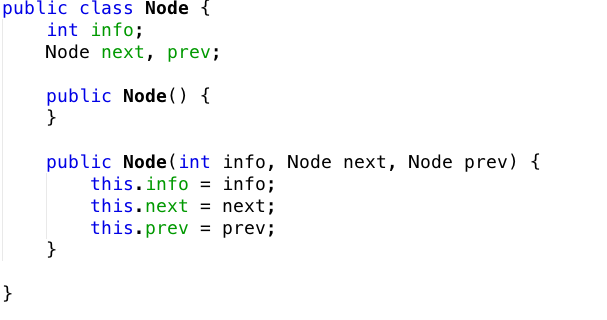 public class Node {
    int info;
    Node next, prev;

    public Node() {
    }

    public Node(int info, Node next, Node prev) {
        this.info = info;
        this.next = next;
        this.prev = prev;
    }

}